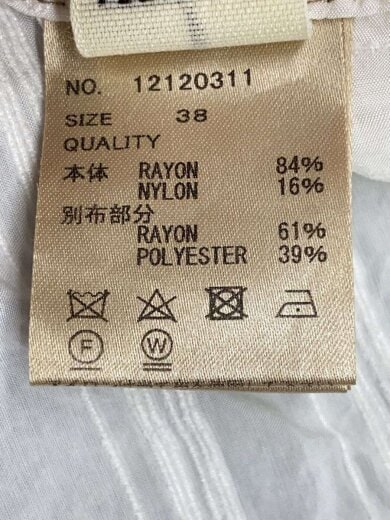 NO. 12120311
SIZE 38
QUALITY
本体 RAYON 84%
NYLON 16%
別布部分
RAYON 61%
POLYESTER 39%
F W